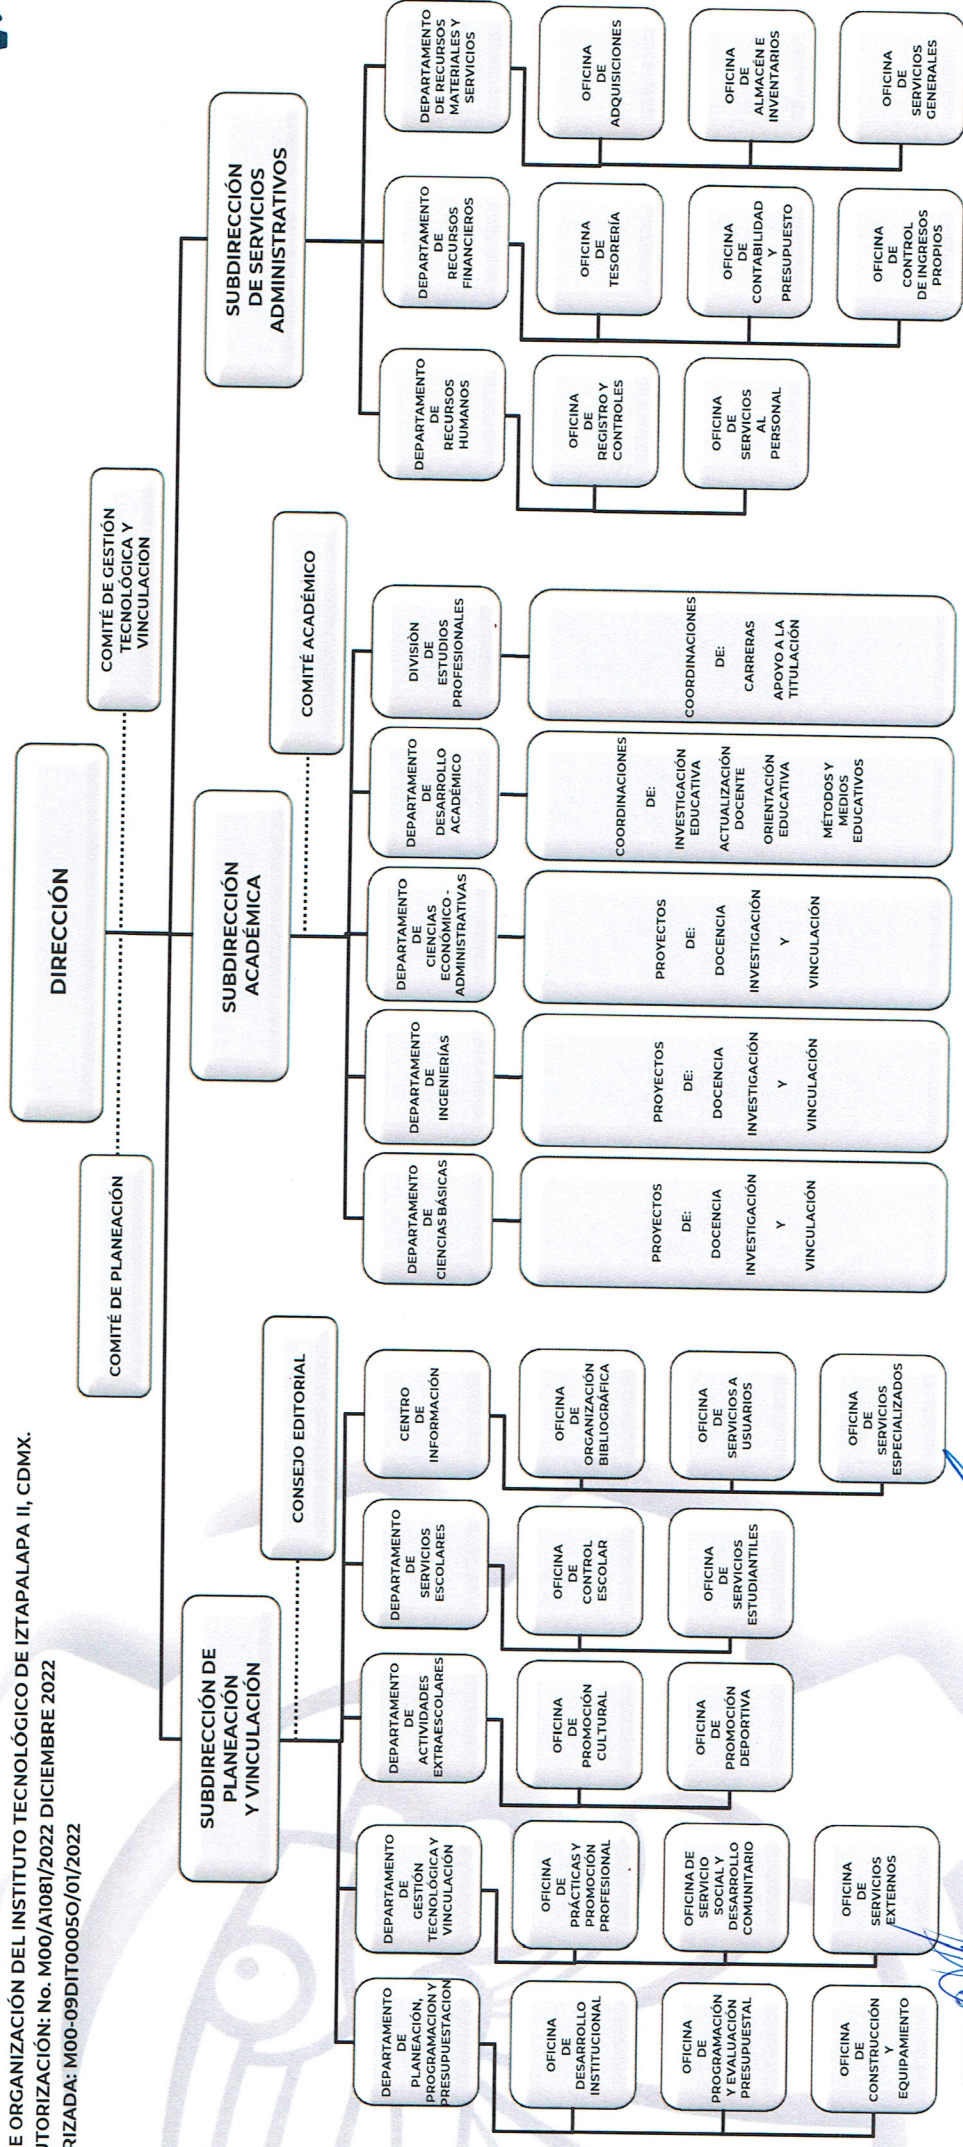 E ORGANIZACIÓN DEL INSTITUTO TECNOLÓGICO DE IZTAPALAPA II, CDMX.
UTORIZACIÓN: No. M00/A1081/2022 DICIEMBRE 2022
RIZADA: M00-09DIT00050/01/2022
DIRECCIÓN
COMITÉ DE PLANEACIÓN
COMITÉ DE GESTIÓN
TECNOLÓGICA Y
VINCULACION
SUBDIRECCIÓN DE
PLANEACIÓN
Y VINCULACIÓN
CONSEJO EDITORIAL
DEPARTAMENTO
DE
PLANEACIÓN,
PROGRAMACION Y
PRESUPUESTACION
OFICINA
DE
DESARROLLO
INSTITUCIONAL
OFICINA
DE
PROGRAMACIÓN
Y EVALUACIÓN
PRESUPUESTAL
OFICINA
DE
CONSTRUCCIÓN
Y
EQUIPAMIENTO
DEPARTAMENTO
DE
GESTIÓN
TECNOLÓGICA Y
VINCULACIÓN
OFICINA
DE
PRÁCTICAS Y
PROMOCIÓN
PROFESIONAL
OFICINA DE
SERVICIO
SOCIAL Y
DESARROLLO
COMUNITARIO
OFICINA
DE
SERVICIOS
EXTERNOS
DEPARTAMENTO
DE
ACTIVIDADES
EXTRAESCOLARES
OFICINA
DE
PROMOCIÓN
CULTURAL
OFICINA
DE
PROMOCIÓN
DEPORTIVA
DEPARTAMENTO
DE
SERVICIOS
ESCOLARES
OFICINA
DE
CONTROL
ESCOLAR
OFICINA
DE
SERVICIOS
ESTUDIANTILES
CENTRO
DE
INFORMACIÓN
OFICINA
DE
ORGANIZACIÓN
BIBLIOGRÁFICA
OFICINA
DE
SERVICIOS A
USUARIOS
OFICINA
DE
SERVICIOS
ESPECIALIZADOS
SUBDIRECCIÓN
ACADÉMICA
COMITÉ ACADÉMICO
DEPARTAMENTO
DE
CIENCIAS BÁSICAS
PROYECTOS
DE:
DOCENCIA
INVESTIGACIÓN
Y
VINCULACIÓN
DEPARTAMENTO
DE
INGENIERÍAS
PROYECTOS
DE:
DOCENCIA
INVESTIGACIÓN
Y
VINCULACIÓN
DEPARTAMENTO
DE
CIENCIAS
ECONÓMICO-
ADMINISTRATIVAS
PROYECTOS
DE:
DOCENCIA
INVESTIGACIÓN
Y
VINCULACIÓN
DEPARTAMENTO
DE
DESARROLLO
ACADÉMICO
COORDINACIONES
DE:
INVESTIGACIÓN
EDUCATIVA
ACTUALIZACIÓN
DOCENTE
ORIENTACIÓN
EDUCATIVA
MÉTODOS Y
MEDIOS
EDUCATIVOS
DIVISIÓN
DE
ESTUDIOS
PROFESIONALES
COORDINACIONES
DE:
CARRERAS
APOYO A LA
TITULACIÓN
SUBDIRECCIÓN
DE SERVICIOS
ADMINISTRATIVOS
DEPARTAMENTO
DE
RECURSOS
HUMANOS
OFICINA
DE
REGISTRO Y
CONTROLES
OFICINA
DE
SERVICIOS
AL
PERSONAL
DEPARTAMENTO
DE
RECURSOS
FINANCIEROS
OFICINA
DE
TESORERÍA
OFICINA
DE
CONTABILIDAD
Y
PRESUPUESTO
OFICINA
DE
CONTROL
DE INGRESOS
PROPIOS
DEPARTAMENTO
DE RECURSOS
MATERIALES Y
SERVICIOS
OFICINA
DE
ADQUISICIONES
OFICINA
DE
ALMACÉN E
INVENTARIOS
OFICINA
DE
SERVICIOS
GENERALES